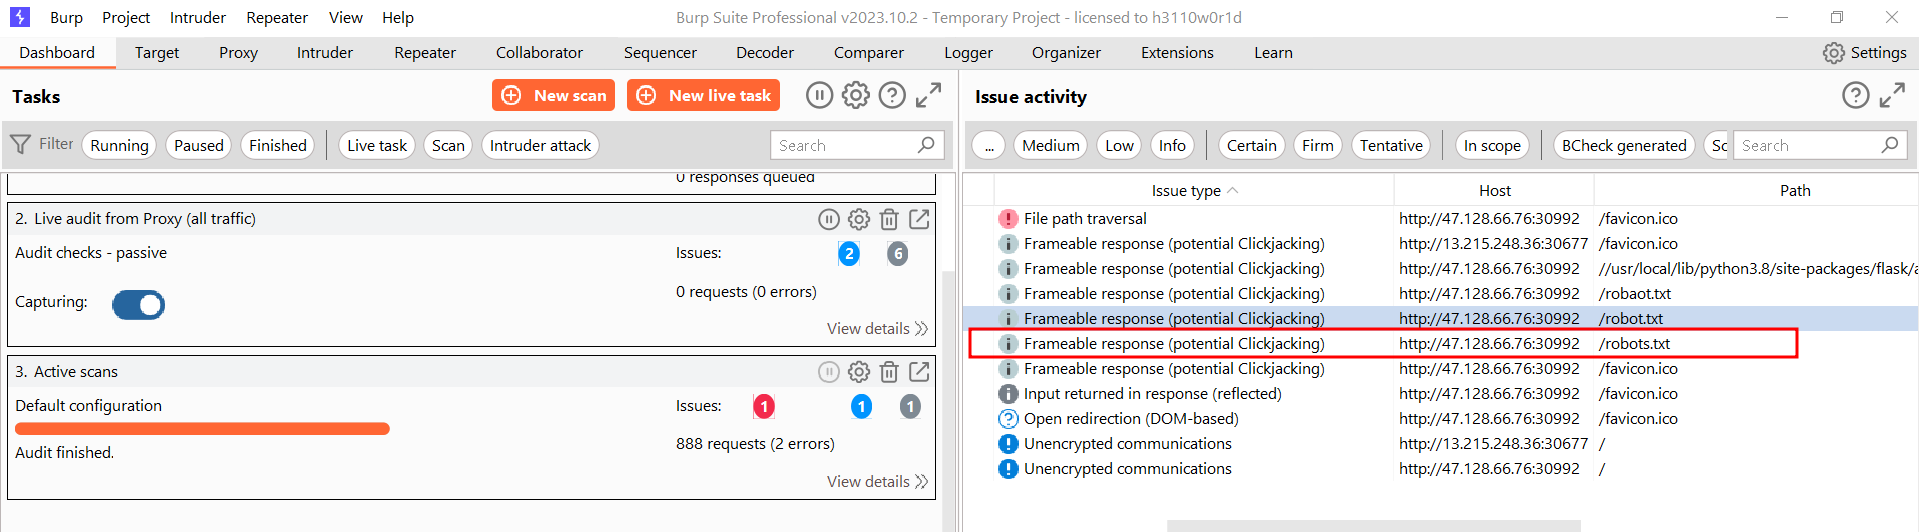 Burp Project Intruder Repeater View Help Burp Suite Professional v2023.10.2 - Temporary Project - licensed to h3110w0r1d
Dashboard Target Proxy Intruder Repeater Collaborator Sequencer Decoder Comparer Logger Organizer Extensions Learn Settings
Tasks New scan New live task
Filter Running Paused Finished Live task Scan Intruder attack Search
0 responses queued
2. Live audit from Proxy (all traffic)
Audit checks - passive Issues: 2 6
0 requests (0 errors)
Capturing:
View details
3. Active scans
Default configuration Issues: 1 1 1
888 requests (2 errors)
Audit finished.
View details
Issue activity
... Medium Low Info Certain Firm Tentative In scope BCheck generated Sc Search
Issue type Host Path
File path traversal http://47.128.66.76:30992 /favicon.ico
Frameable response (potential Clickjacking) http://13.215.248.36:30677 /favicon.ico
Frameable response (potential Clickjacking) http://47.128.66.76:30992 //usr/local/lib/python3.8/site-packages/flask/a
Frameable response (potential Clickjacking) http://47.128.66.76:30992 /robaot.txt
Frameable response (potential Clickjacking) http://47.128.66.76:30992 /robot.txt
Frameable response (potential Clickjacking) http://47.128.66.76:30992 /robots.txt
Frameable response (potential Clickjacking) http://47.128.66.76:30992 /favicon.ico
Input returned in response (reflected) http://47.128.66.76:30992 /favicon.ico
Open redirection (DOM-based) http://47.128.66.76:30992 /favicon.ico
Unencrypted communications http://13.215.248.36:30677 /
Unencrypted communications http://47.128.66.76:30992 /